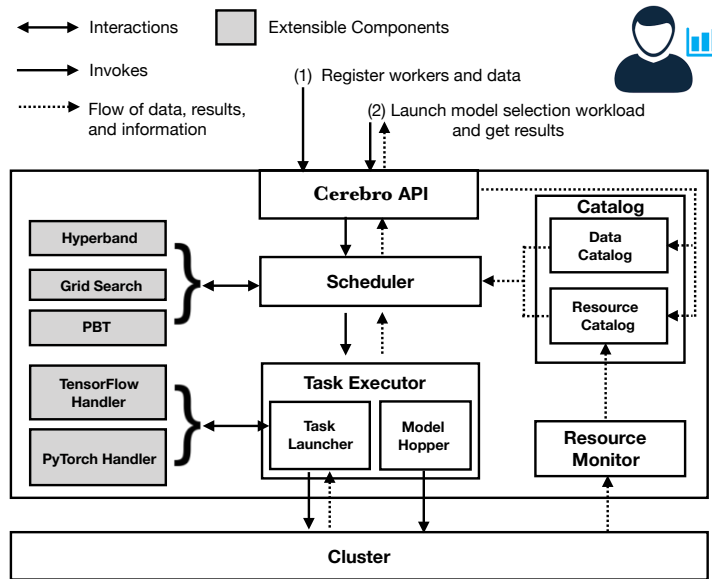 Interactions
Extensible Components
Invokes
Flow of data, results,
and information
(1) Register workers and data
(2) Launch model selection workload
and get results
Cerebro API
Hyperband
Grid Search
PBT
Scheduler
Catalog
Data
Catalog
Resource
Catalog
TensorFlow
Handler
PyTorch Handler
Task Executor
Task
Launcher
Model
Hopper
Resource
Monitor
Cluster